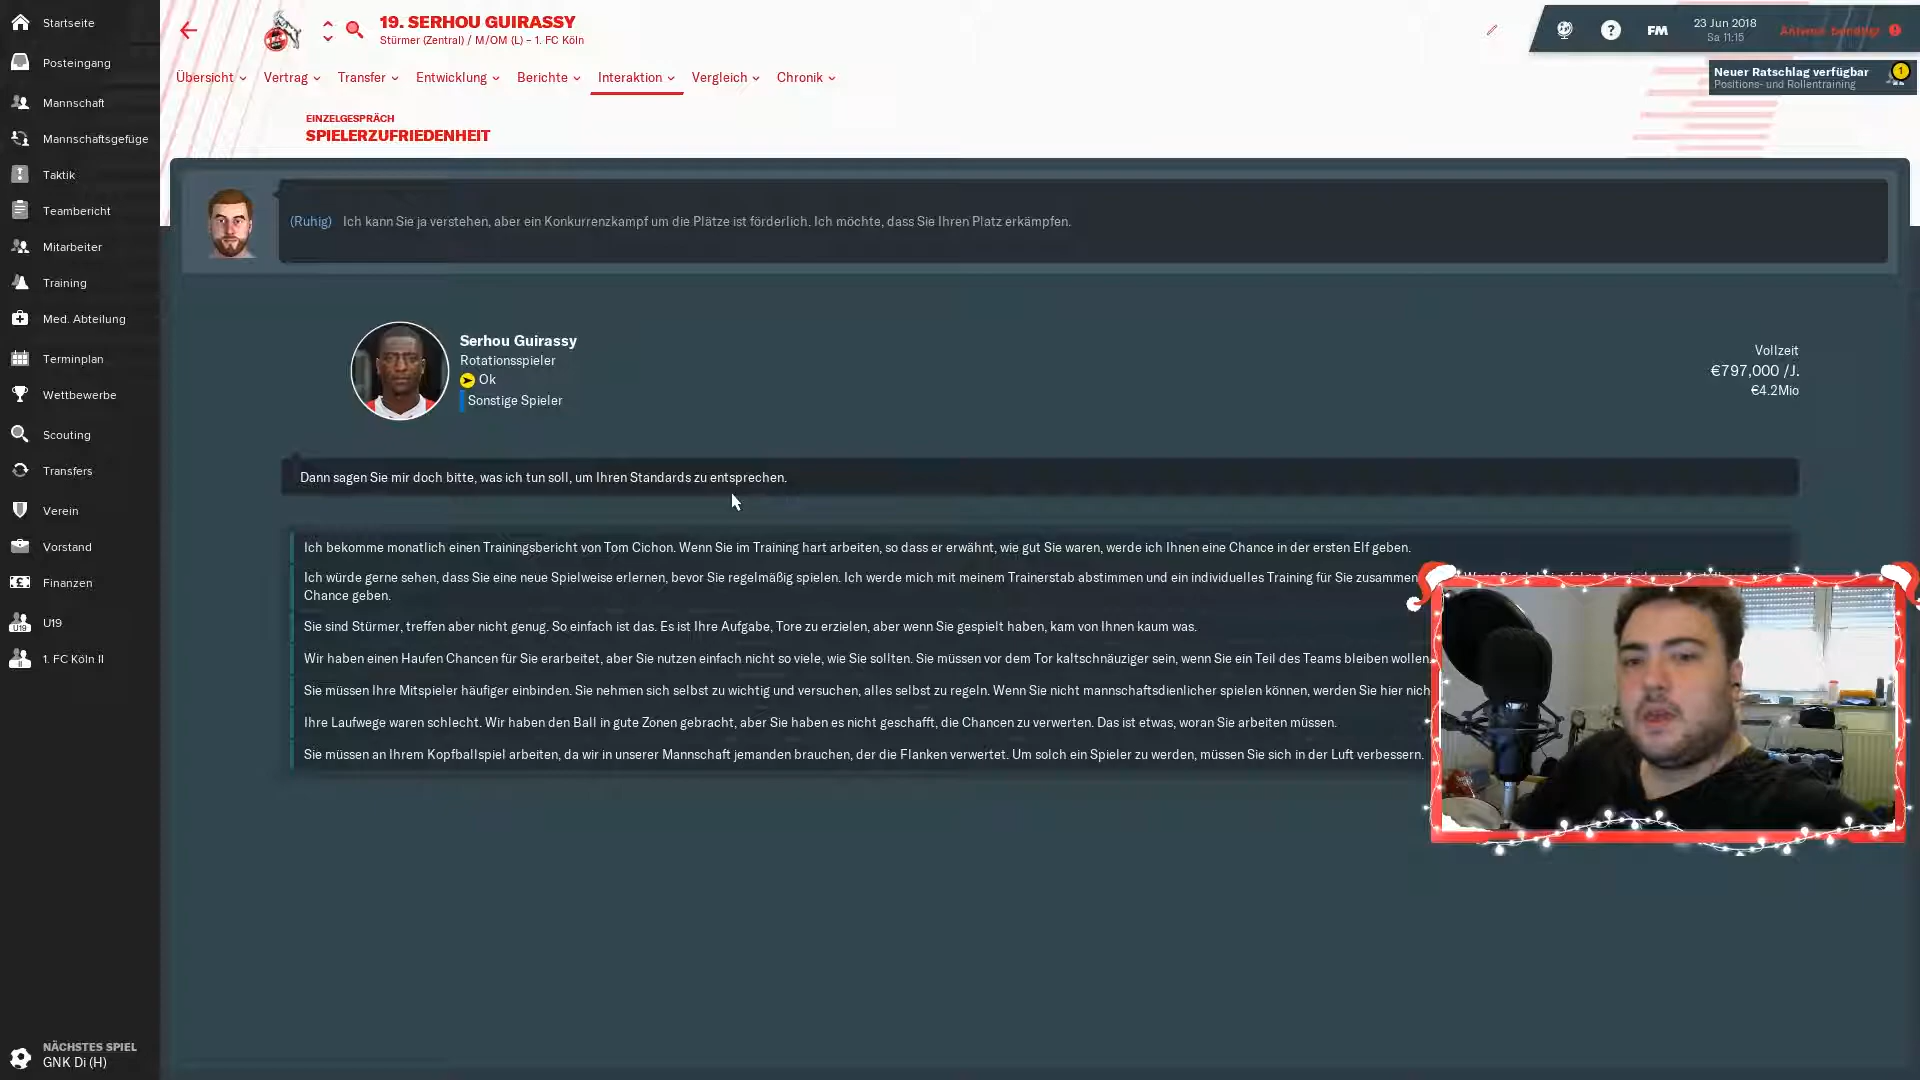 Startseite
Posteingang
Mannschaft
Mannschaftsgefüge
Taktik
Teambericht
Mitarbeiter
Training
Med. Abteilung
Terminplan
Wettbewerbe
Scouting
Transfers
Verein
Vorstand
Finanzen
U19
1. FC Köln II
NÄCHSTES SPIEL
GNK Di (H)
19. SERHOU GUIRASSY
Stürmer (Zentral) / M/OM (L) – 1. FC Köln
FM
23 Jun 2018
Sa 11:15
Übersicht Vertrag Transfer Entwicklung Berichte Interaktion Vergleich Chronik
Neuer Ratschlag verfügbar
Positions- und Rollentraining
1
EINZELGESPRÄCH
SPIELERZUFRIEDENHEIT
(Ruhig) Ich kann Sie ja verstehen, aber ein Konkurrenzkampf um die Plätze ist förderlich. Ich möchte, dass Sie Ihren Platz erkämpfen.
Serhou Guirassy
Rotationsspieler
Ok
Sonstige Spieler
Vollzeit
€797,000 /J.
€4.2Mio
Dann sagen Sie mir doch bitte, was ich tun soll, um Ihren Standards zu entsprechen.
Ich bekomme monatlich einen Trainingsbericht von Tom Cichon. Wenn Sie im Training hart arbeiten, so dass er erwähnt, wie gut Sie waren, werde ich Ihnen eine Chance in der ersten Elf geben.
Ich würde gerne sehen, dass Sie eine neue Spielweise erlernen, bevor Sie regelmäßig spielen. Ich werde mich mit meinem Trainerstab abstimmen und ein individuelles Training für Sie zusammen
Chance geben.
Sie sind Stürmer, treffen aber nicht genug. So einfach ist das. Es ist Ihre Aufgabe, Tore zu erzielen, aber wenn Sie gespielt haben, kam von Ihnen kaum was.
Wir haben einen Haufen Chancen für Sie erarbeitet, aber Sie nutzen einfach nicht so viele, wie Sie sollten. Sie müssen vor dem Tor kaltschnäuziger sein, wenn Sie ein Teil des Teams bleiben wollen.
Sie müssen Ihre Mitspieler häufiger einbinden. Sie nehmen sich selbst zu wichtig und versuchen, alles selbst zu regeln. Wenn Sie nicht mannschaftsdienlicher spielen können, werden Sie hier nich
Ihre Laufwege waren schlecht. Wir haben den Ball in gute Zonen gebracht, aber Sie haben es nicht geschafft, die Chancen zu verwerten. Das ist etwas, woran Sie arbeiten müssen.
Sie müssen an Ihrem Kopfballspiel arbeiten, da wir in unserer Mannschaft jemanden brauchen, der die Flanken verwertet. Um solch ein Spieler zu werden, müssen Sie sich in der Luft verbessern.